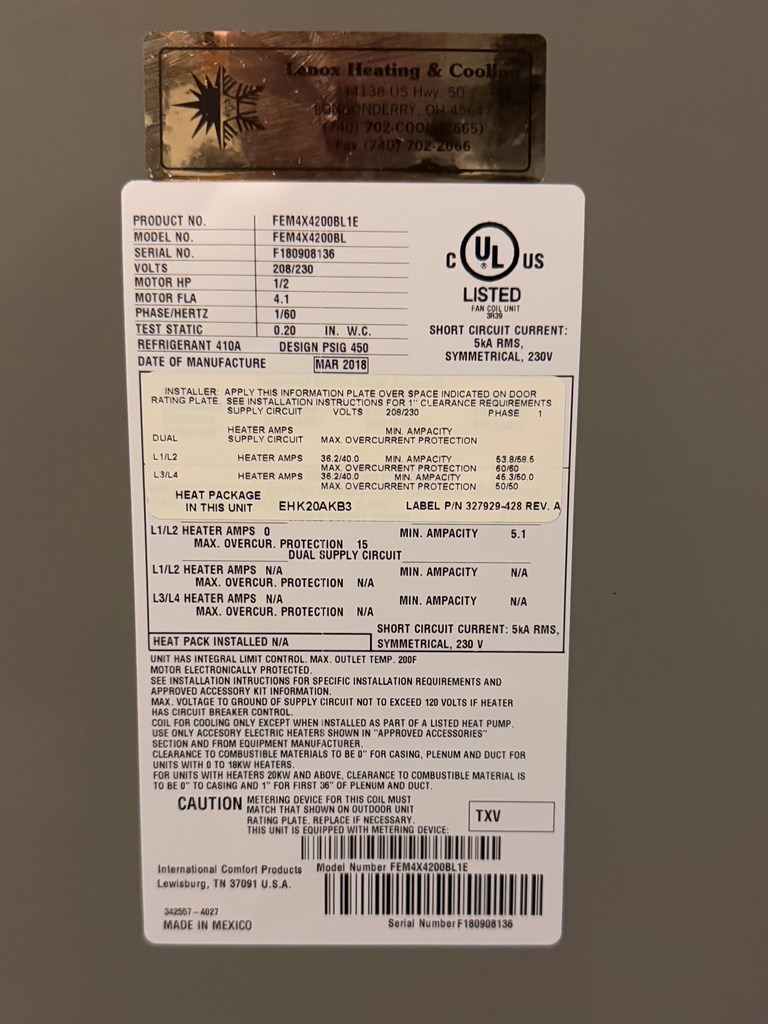 Lenox Heating & Cooling
34138 US Hwy. 50
LONDONDERRY, OH 45647
(740) 702-COOL (2665)
Fax (740) 702-2666
PRODUCT NO. FEM4X4200BL1E
MODEL NO. FEM4X4200BL
SERIAL NO. F180908136
VOLTS 208/230
MOTOR HP 1/2
MOTOR FLA 4.1
PHASE/HERTZ 1/60
TEST STATIC 0.20 IN. W.C.
REFRIGERANT 410A DESIGN PSIG 450
DATE OF MANUFACTURE MAR 2018
C UL US
®
LISTED
FAN COIL UNIT
3R39
SHORT CIRCUIT CURRENT:
5kA RMS,
SYMMETRICAL, 230V
INSTALLER: APPLY THIS INFORMATION PLATE OVER SPACE INDICATED ON DOOR
RATING PLATE. SEE INSTALLATION INSTRUCTIONS FOR 1" CLEARANCE REQUIREMENTS
SUPPLY CIRCUIT VOLTS 208/230 PHASE 1
HEATER AMPS MIN. AMPACITY
DUAL SUPPLY CIRCUIT MAX. OVERCURRENT PROTECTION
L1/L2 HEATER AMPS 36.2/40.0 MIN. AMPACITY 53.8/58.5
MAX. OVERCURRENT PROTECTION 60/60
L3/L4 HEATER AMPS 36.2/40.0 MIN. AMPACITY 45.3/50.0
MAX. OVERCURRENT PROTECTION 50/50
HEAT PACKAGE
IN THIS UNIT EHK20AKB3 LABEL P/N 327929-428 REV. A
L1/L2 HEATER AMPS 0 MIN. AMPACITY 5.1
MAX. OVERCUR. PROTECTION 15
DUAL SUPPLY CIRCUIT
L1/L2 HEATER AMPS N/A MIN. AMPACITY N/A
MAX. OVERCUR. PROTECTION N/A
L3/L4 HEATER AMPS N/A MIN. AMPACITY N/A
MAX. OVERCUR. PROTECTION N/A
SHORT CIRCUIT CURRENT: 5kA RMS,
HEAT PACK INSTALLED N/A SYMMETRICAL, 230 V
UNIT HAS INTEGRAL LIMIT CONTROL. MAX. OUTLET TEMP. 200F
MOTOR ELECTRONICALLY PROTECTED.
SEE INSTALLATION INTRUCTIONS FOR SPECIFIC INSTALLATION REQUIREMENTS AND
APPROVED ACCESSORY KIT INFORMATION.
MAX. VOLTAGE TO GROUND OF SUPPLY CIRCUIT NOT TO EXCEED 120 VOLTS IF HEATER
HAS CIRCUIT BREAKER CONTROL.
COIL FOR COOLING ONLY EXCEPT WHEN INSTALLED AS PART OF A LISTED HEAT PUMP.
USE ONLY ACCESORY ELECTRIC HEATERS SHOWN IN "APPROVED ACCESSORIES"
SECTION AND FROM EQUIPMENT MANUFACTURER.
CLEARANCE TO COMBUSTIBLE MATERIALS TO BE 0" FOR CASING, PLENUM AND DUCT FOR
UNITS WITH 0 TO 18KW HEATERS.
FOR UNITS WITH HEATERS 20KW AND ABOVE, CLEARANCE TO COMBUSTIBLE MATERIAL IS
TO BE 0" TO CASING AND 1" FOR FIRST 36" OF PLENUM AND DUCT.
CAUTION METERING DEVICE FOR THIS COIL MUST
MATCH THAT SHOWN ON OUTDOOR UNIT
RATING PLATE. REPLACE IF NECESSARY.
THIS UNIT IS EQUIPPED WITH METERING DEVICE:
TXV
International Comfort Products Model Number FEM4X4200BL1E
Lewisburg, TN 37091 U.S.A.
342557-4027
MADE IN MEXICO Serial Number F180908136